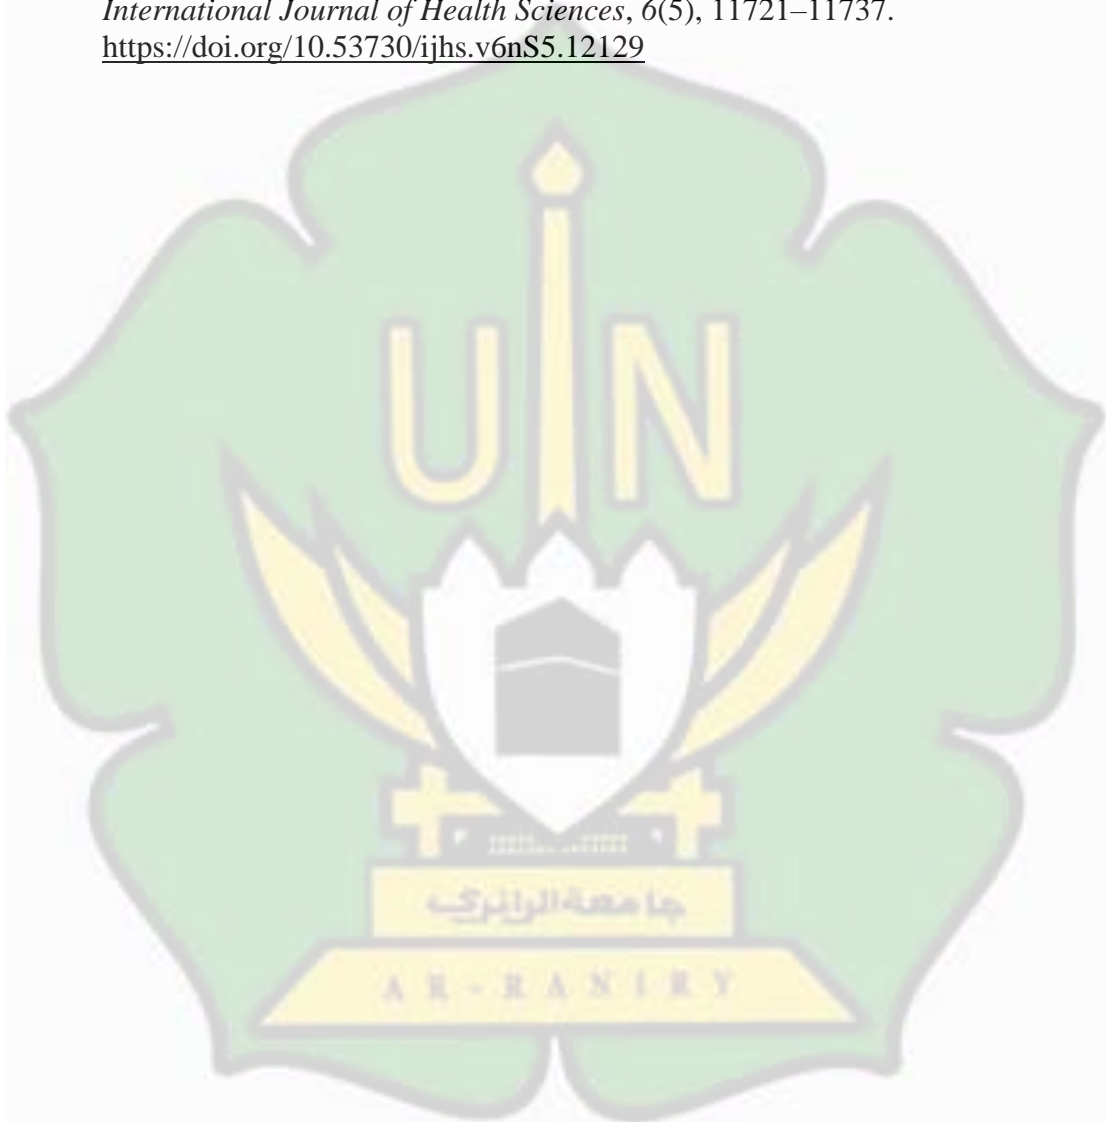 International Journal of Health Sciences, 6(5), 11721–11737.
https://doi.org/10.53730/ijhs.v6nS5.12129
UIN
جامعة الرانري
AR-RANIRY